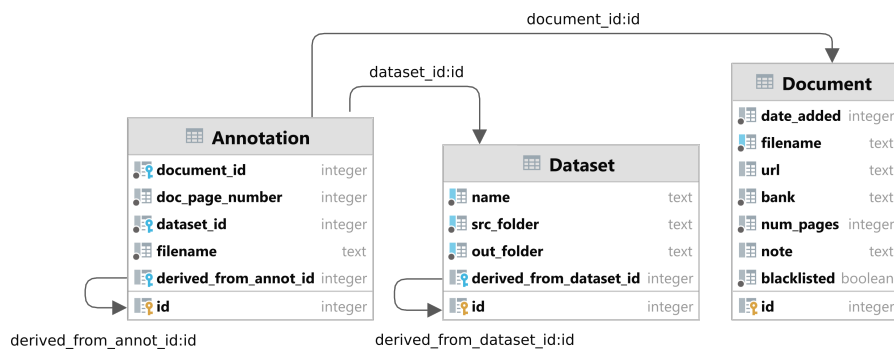 document_id:id
dataset_id:id
Annotation
document_id integer
doc_page_number integer
dataset_id integer
filename text
derived_from_annot_id integer
id integer
derived_from_annot_id:id
Dataset
name text
src_folder text
out_folder text
derived_from_dataset_id integer
id integer
derived_from_dataset_id:id
Document
date_added integer
filename text
url text
bank text
num_pages integer
note text
blacklisted boolean
id integer